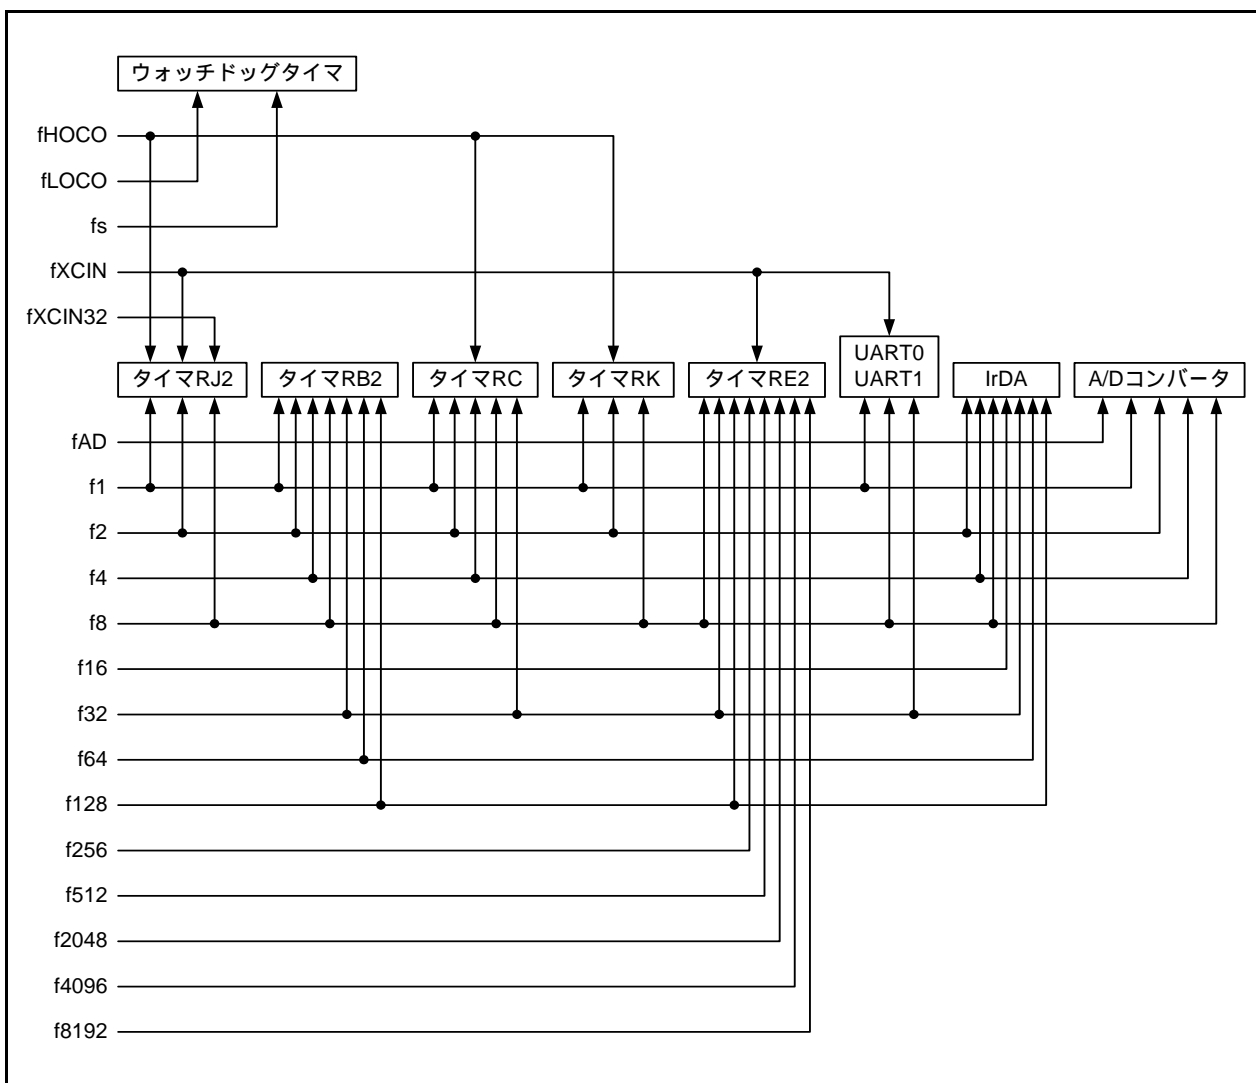 ウォッチドッグタイマ
fHOCO
fLOCO
fs
fXCIN
fXCIN32
タイマRJ2
タイマRB2
タイマRC
タイマRK
タイマRE2
UART0
UART1
IrDA
A/Dコンバータ
fAD
f1
f2
f4
f8
f16
f32
f64
f128
f256
f512
f2048
f4096
f8192